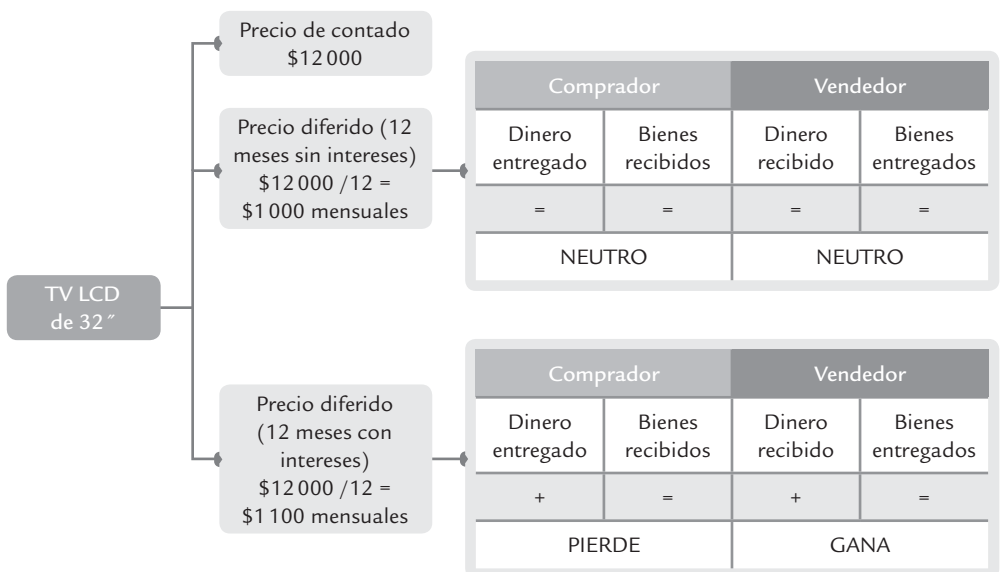 Precio de contado
$12 000
Precio diferido (12
meses sin intereses)
$12 000 /12 =
$1 000 mensuales
Comprador Vendedor
Dinero entregado Bienes recibidos Dinero recibido Bienes entregados
= = = =
NEUTRO NEUTRO
TV LCD
de 32˝
Precio diferido
(12 meses con
intereses)
$12 000 /12 =
$1 100 mensuales
Comprador Vendedor
Dinero entregado Bienes recibidos Dinero recibido Bienes entregados
+ = + =
PIERDE GANA